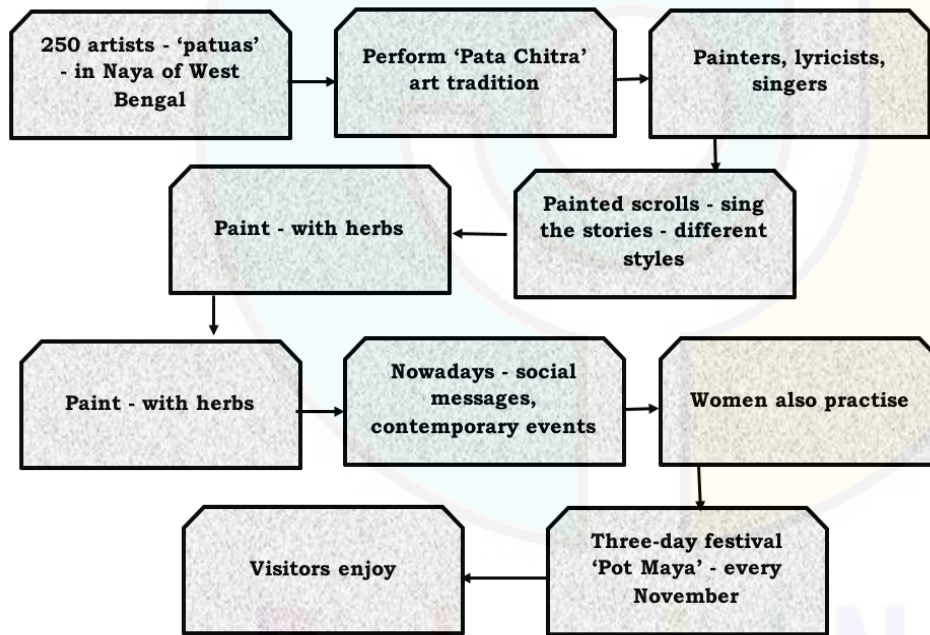 250 artists - ‘patuas’
- in Naya of West
Bengal
Perform ‘Pata Chitra’
art tradition
Painters, lyricists,
singers
Painted scrolls - sing
the stories - different
styles
Paint - with herbs
Paint - with herbs
Nowadays - social
messages,
contemporary events
Women also practise
Three-day festival
‘Pot Maya’ - every
November
Visitors enjoy